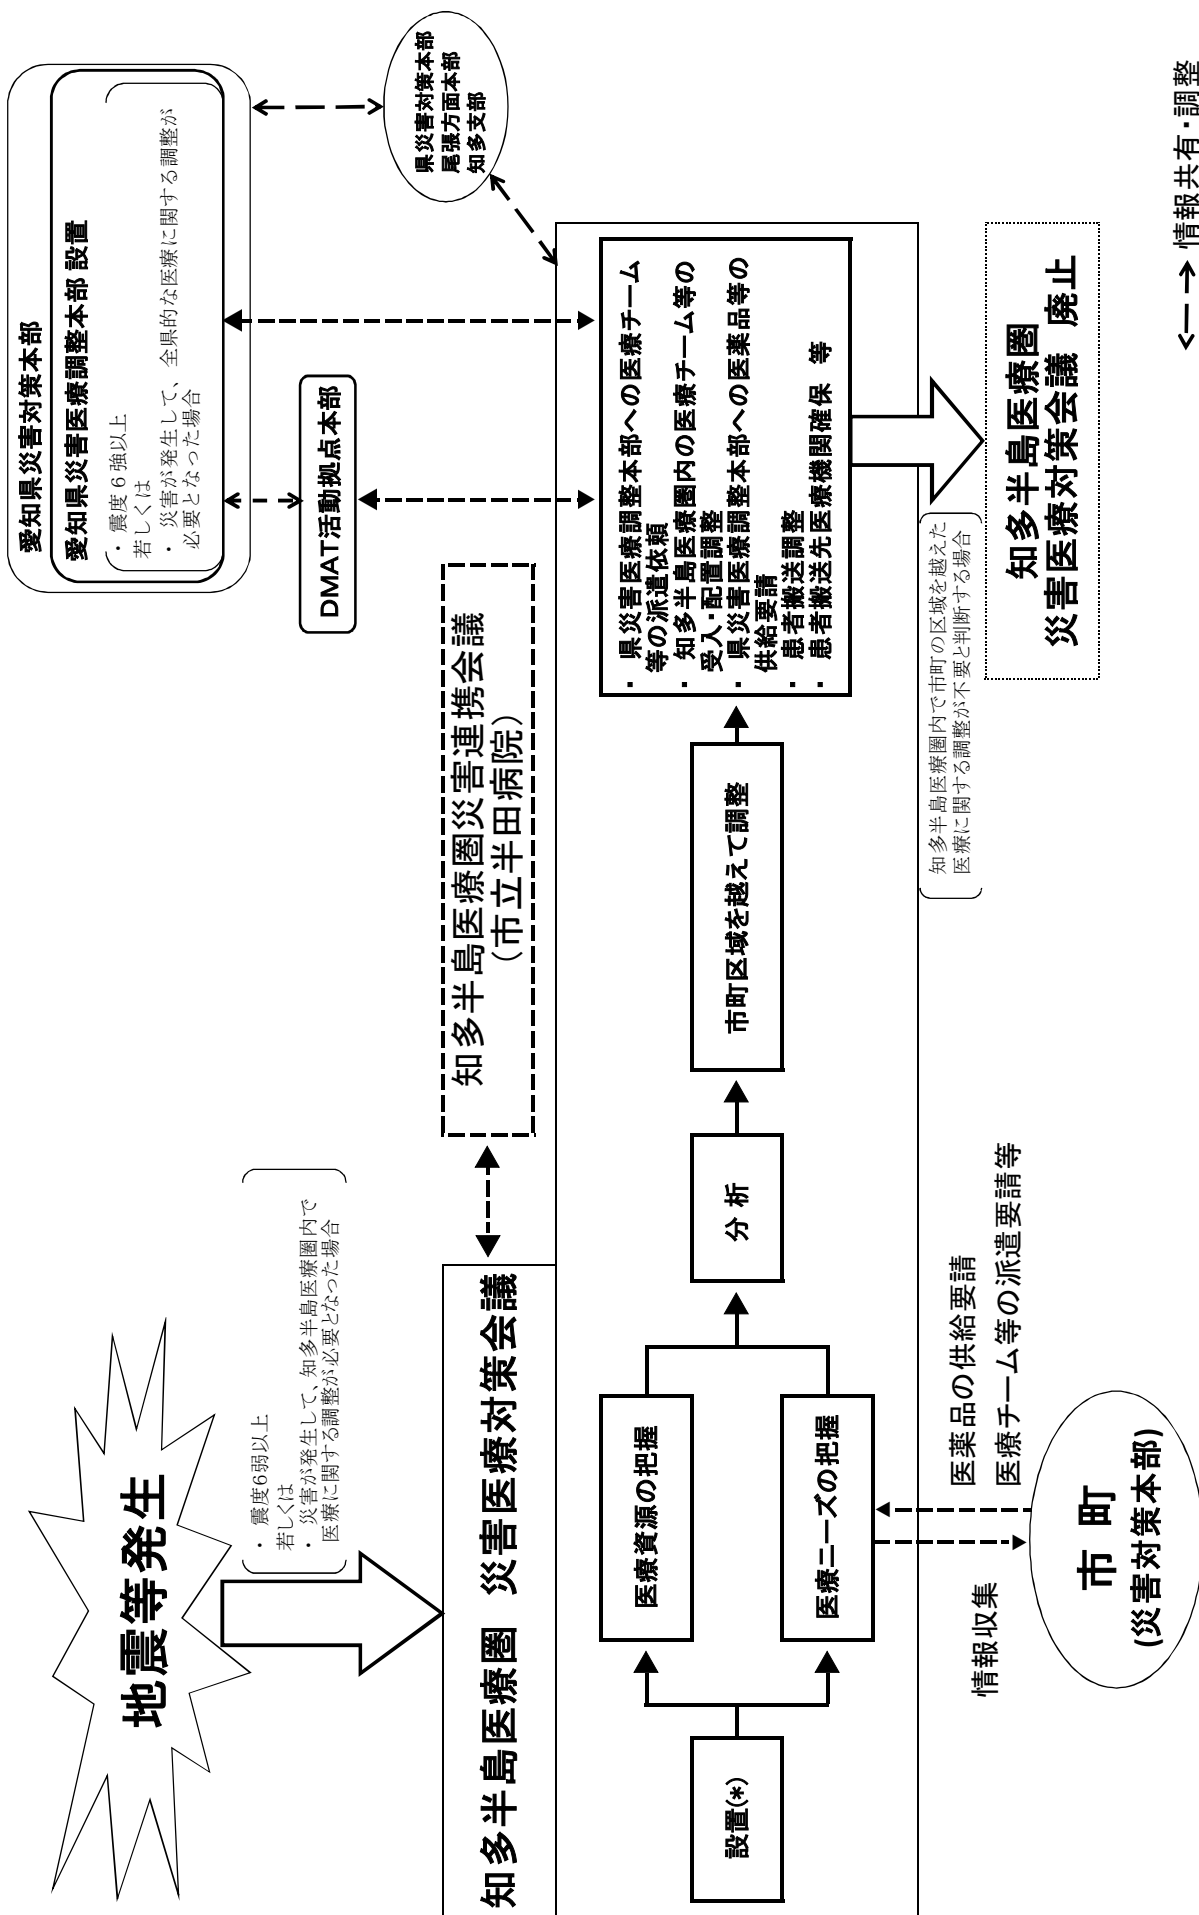 地震等発生
・ 震度6弱以上
若しくは
・ 災害が発生して、知多半島医療圏内で
医療に関する調整が必要となった場合
愛知県災害対策本部
愛知県災害医療調整本部 設置
・ 震度６強以上
若しくは
・ 災害が発生して、全県的な医療に関する調整が
必要となった場合
DMAT活動拠点本部
県災害対策本部
尾張方面本部
知多支部
知多半島医療圏災害連携会議
（市立半田病院）
知多半島医療圏 災害医療対策会議
設置(*)
医療資源の把握
医療ニーズの把握
分 析
市町区域を越えて調整
・ 県災害医療調整本部への医療チーム
等の派遣依頼
・ 知多半島医療圏内の医療チーム等の
受入・配置調整
・ 県災害医療調整本部への医薬品等の
供給要請
・ 患者搬送調整
・ 患者搬送先医療機関確保 等
知多半島医療圏内で市町の区域を越えた
医療に関する調整が不要と判断する場合
知多半島医療圏
災害医療対策会議 廃止
情報収集
医薬品の供給要請
医療チーム等の派遣要請等
市 町
(災害対策本部)
情報共有・調整